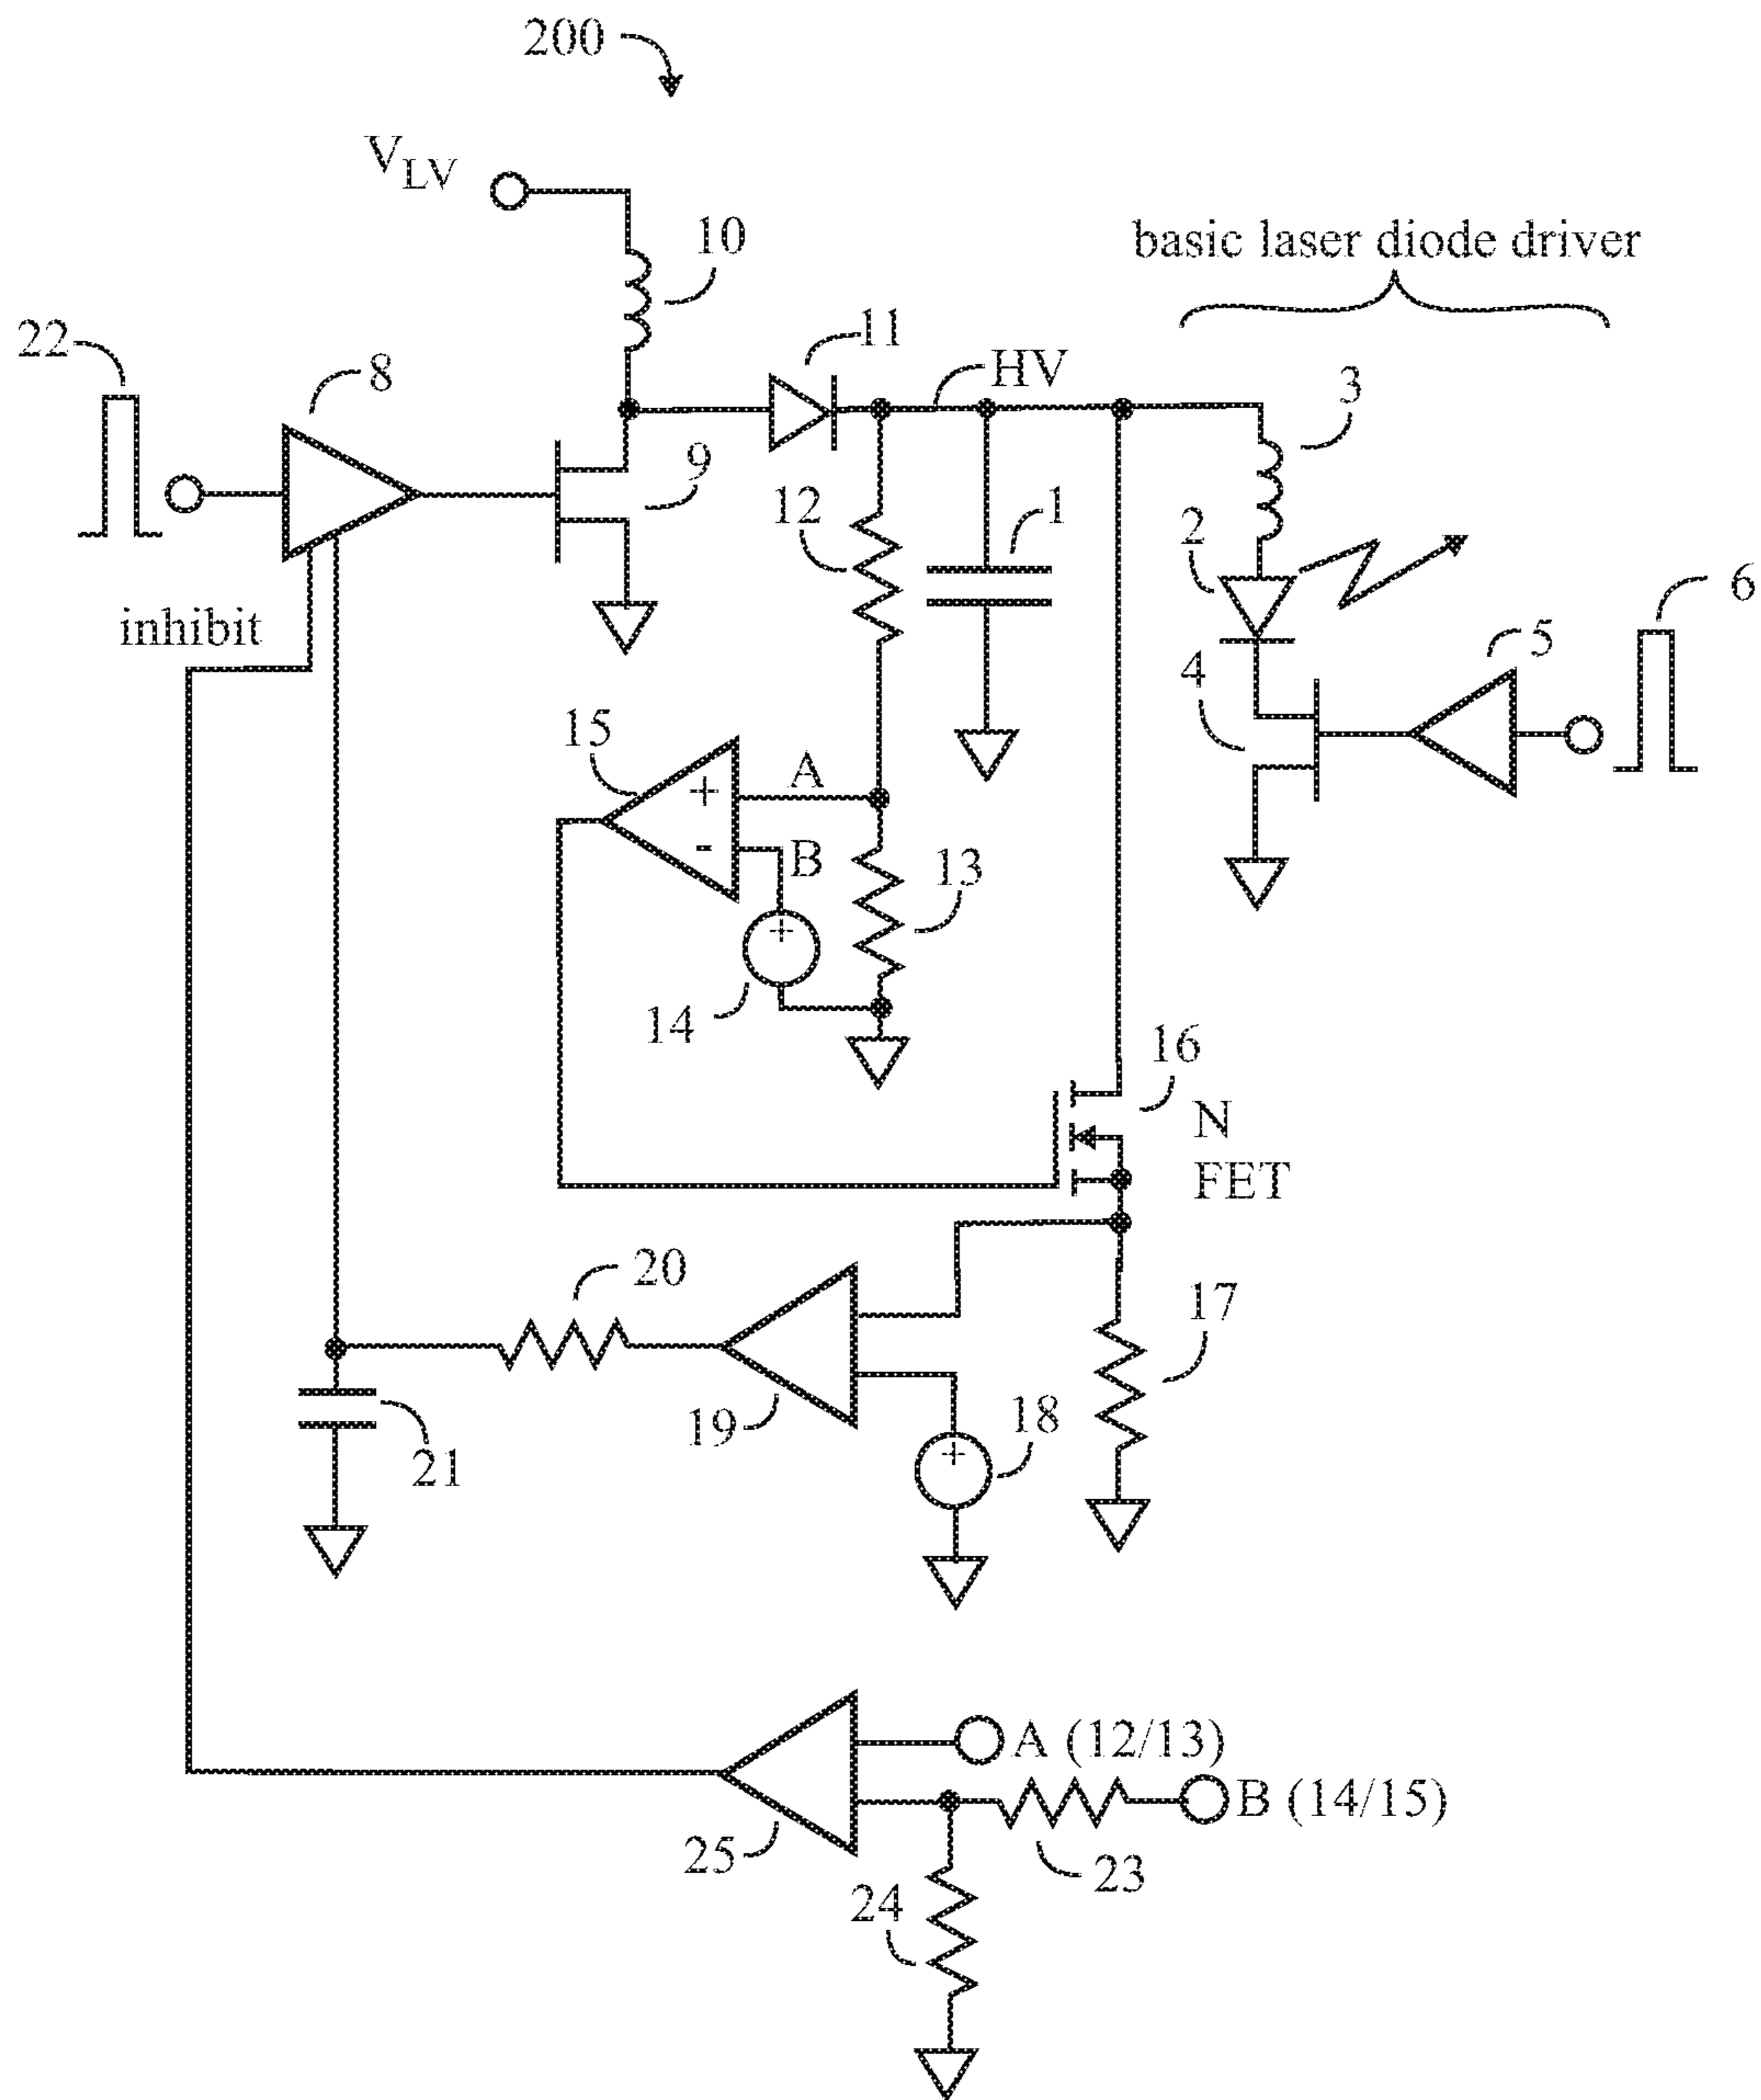 200
V_LV
10
basic laser diode driver
22
8
11
HV
3
9
12
1
2
6
inhibit
5
4
15
+
A
-
B
13
+
14
16
N
FET
20
17
19
+
18
21
A (12/13)
B (14/15)
25
23
24